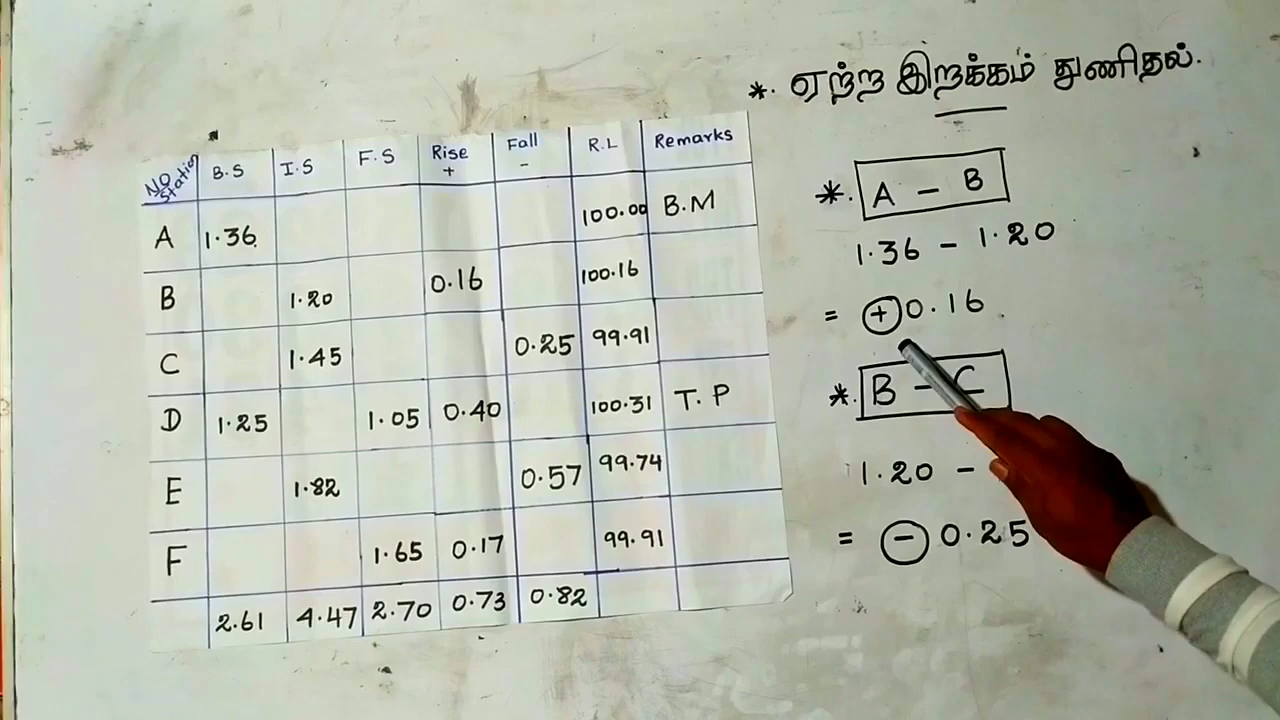 *. ஏற்ற இறக்கம் துணிதல்.
NO Station B.S I.S F.S Rise + Fall - R.L Remarks
A 1.36. 100.00 B.M
B 1.20 0.16 100.16
C 1.45 0.25 99.91
D 1.25 1.05 0.40 100.31 T.P
E 1.82 0.57 99.74
F 1.65 0.17 99.91
2.61 4.47 2.70 0.73 0.82
*. A - B
1.36 - 1.20
= + 0.16
*. B - C
1.20 -
= - 0.25